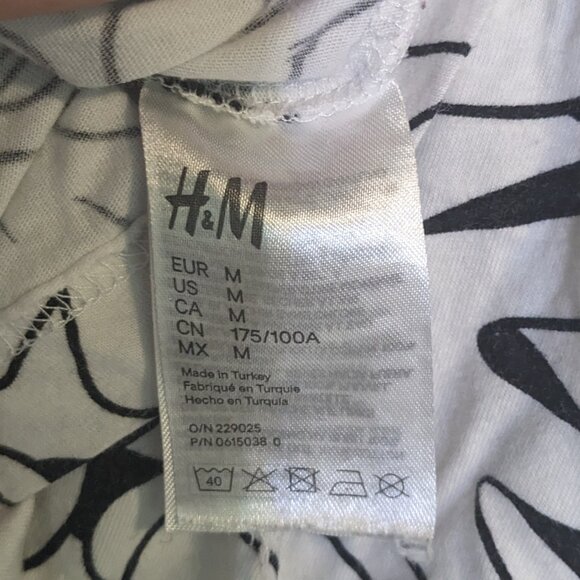 H&M
EUR M
US M
CA M
CN 175/100A
MX M
Made in Turkey
Fabriqué en Turquie
Hecho en Turquía
O/N 229025
P/N 0615038 0
40